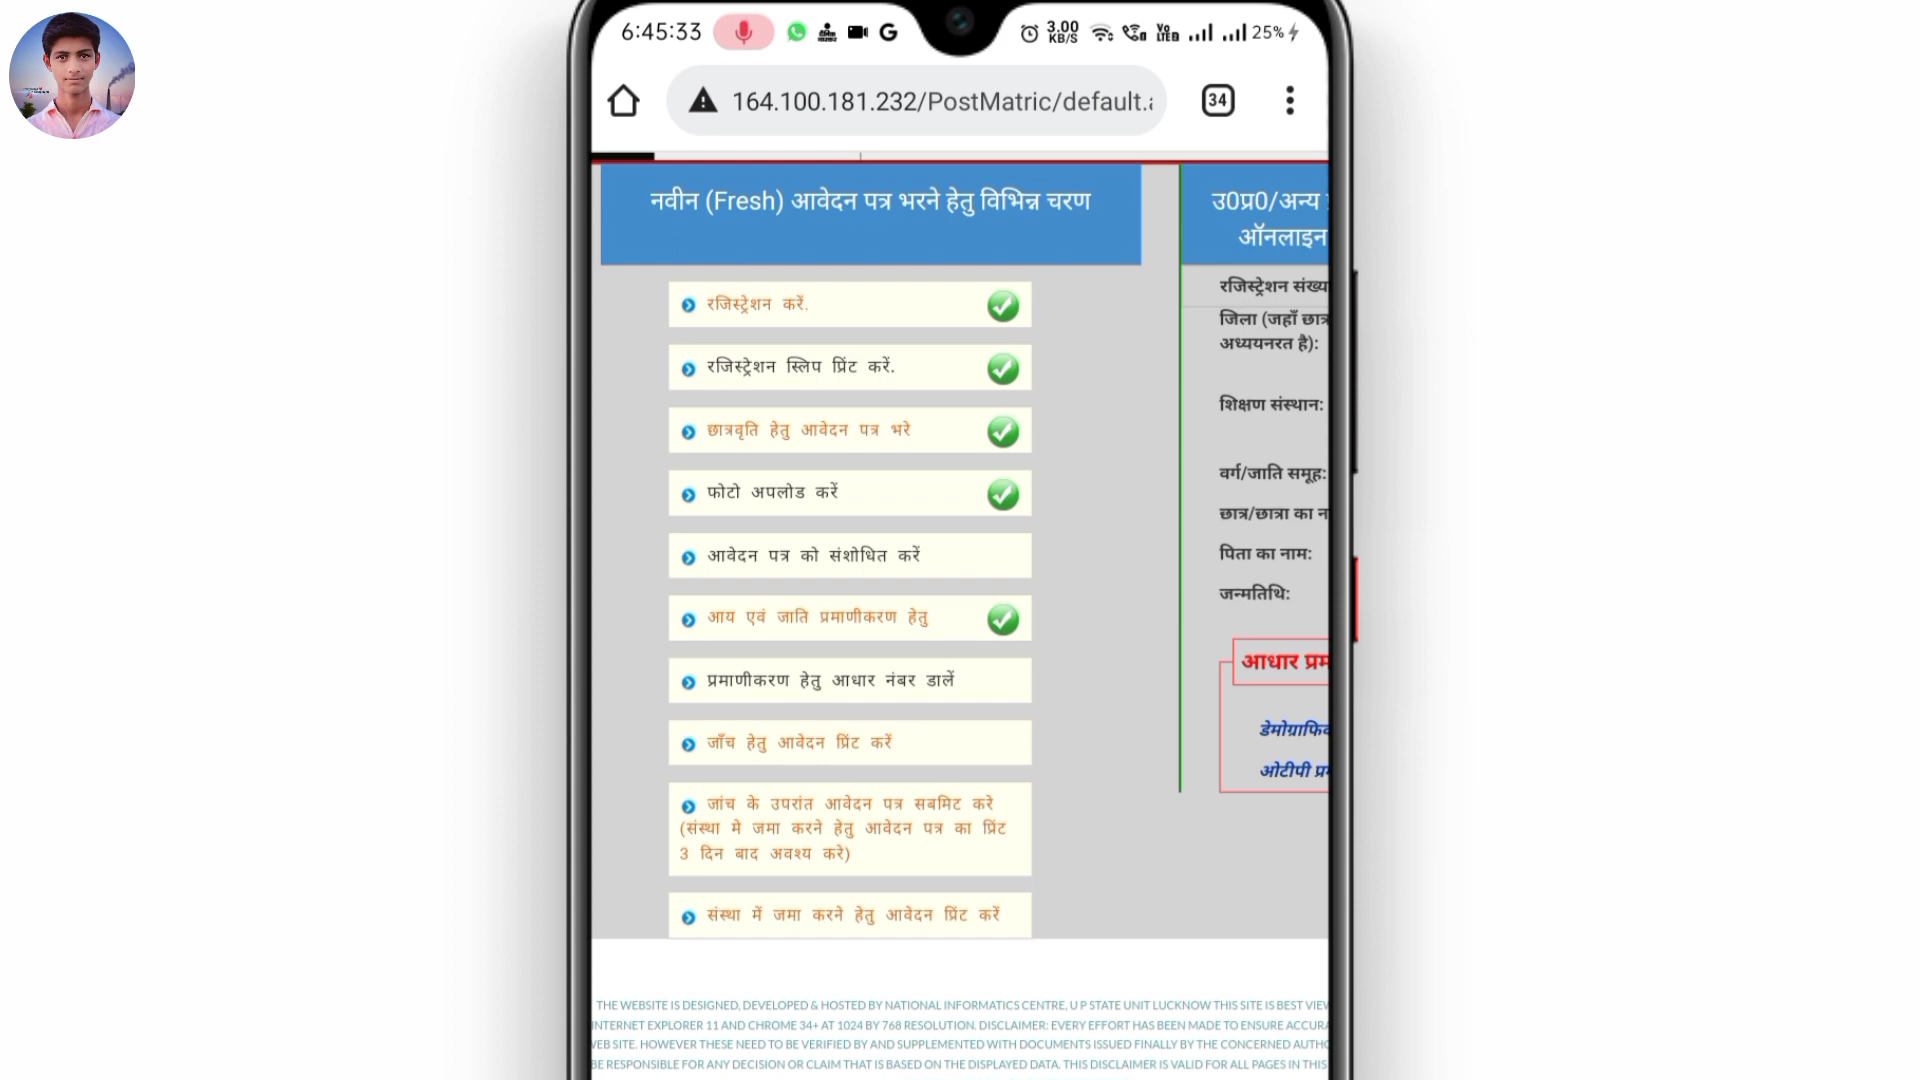 6:45:33
3.00 KB/S
Vo LTE
25%
164.100.181.232/PostMatric/default.
34
नवीन (Fresh) आवेदन पत्र भरने हेतु विभिन्न चरण
रजिस्ट्रेशन करें.
रजिस्ट्रेशन स्लिप प्रिंट करें.
छात्रवृति हेतु आवेदन पत्र भरे
फोटो अपलोड करें
आवेदन पत्र को संशोधित करें
आय एवं जाति प्रमाणीकरण हेतु
प्रमाणीकरण हेतु आधार नंबर डालें
जाँच हेतु आवेदन प्रिंट करें
जांच के उपरांत आवेदन पत्र सबमिट करे
(संस्था मे जमा करने हेतु आवेदन पत्र का प्रिंट
3 दिन बाद अवश्य करे)
संस्था में जमा करने हेतु आवेदन प्रिंट करें
उ0प्र0/अन्य
ऑनलाइन
रजिस्ट्रेशन
जिला (जहाँ
अध्ययनरत है):
शिक्षण संस्थान:
वर्ग/जाति समूह:
छात्र/छात्रा का
पिता का नाम:
जन्मतिथि:
आधार
THE WEBSITE IS DESIGNED, DEVELOPED & HOSTED BY NATIONAL INFORMATICS CENTRE, U P STATE UNIT LUCKNOW THIS SITE IS BEST
INTERNET EXPLORER 11 AND CHROME 34+ AT 1024 BY 768 RESOLUTION. DISCLAIMER: EVERY EFFORT HAS BEEN MADE TO ENSURE
SITE. HOWEVER THESE NEED TO BE VERIFIED BY AND SUPPLEMENTED WITH DOCUMENTS ISSUED FINALLY BY THE CONCERNED
BE RESPONSIBLE FOR ANY DECISION OR CLAIM THAT IS BASED ON THE DISPLAYED DATA. THIS DISCLAIMER IS VALID FOR ALL PAGES IN THIS